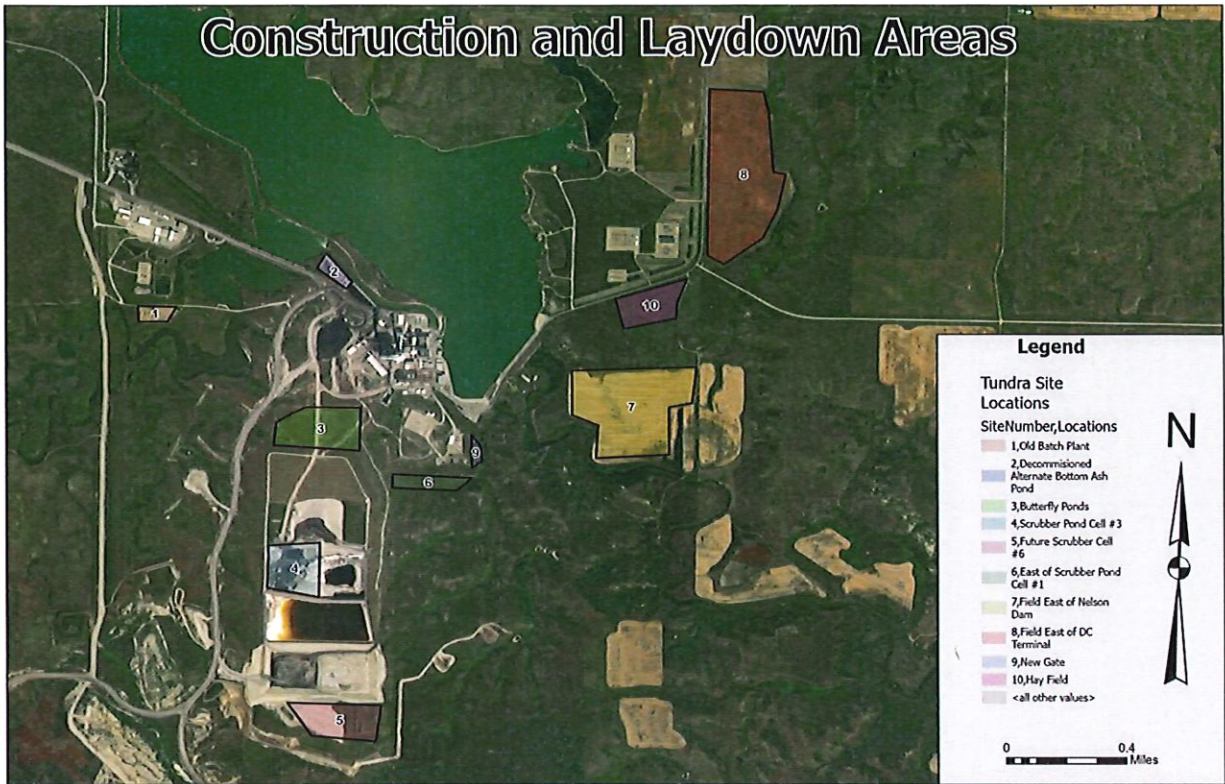 Construction and Laydown Areas
8
2
10
1
7
3
9
6
4
5
Legend
Tundra Site
Locations
SiteNumber,Locations
1,Old Batch Plant
2,Decommisioned
Alternate Bottom Ash
Pond
3,Butterfly Ponds
4,Scrubber Pond Cell #3
5,Future Scrubber Cell
#6
6,East of Scrubber Pond
Cell #1
7,Field East of Nelson
Dam
8,Field East of DC
Terminal
9,New Gate
10,Hay Field
<all other values>
N
0 0.4
Miles